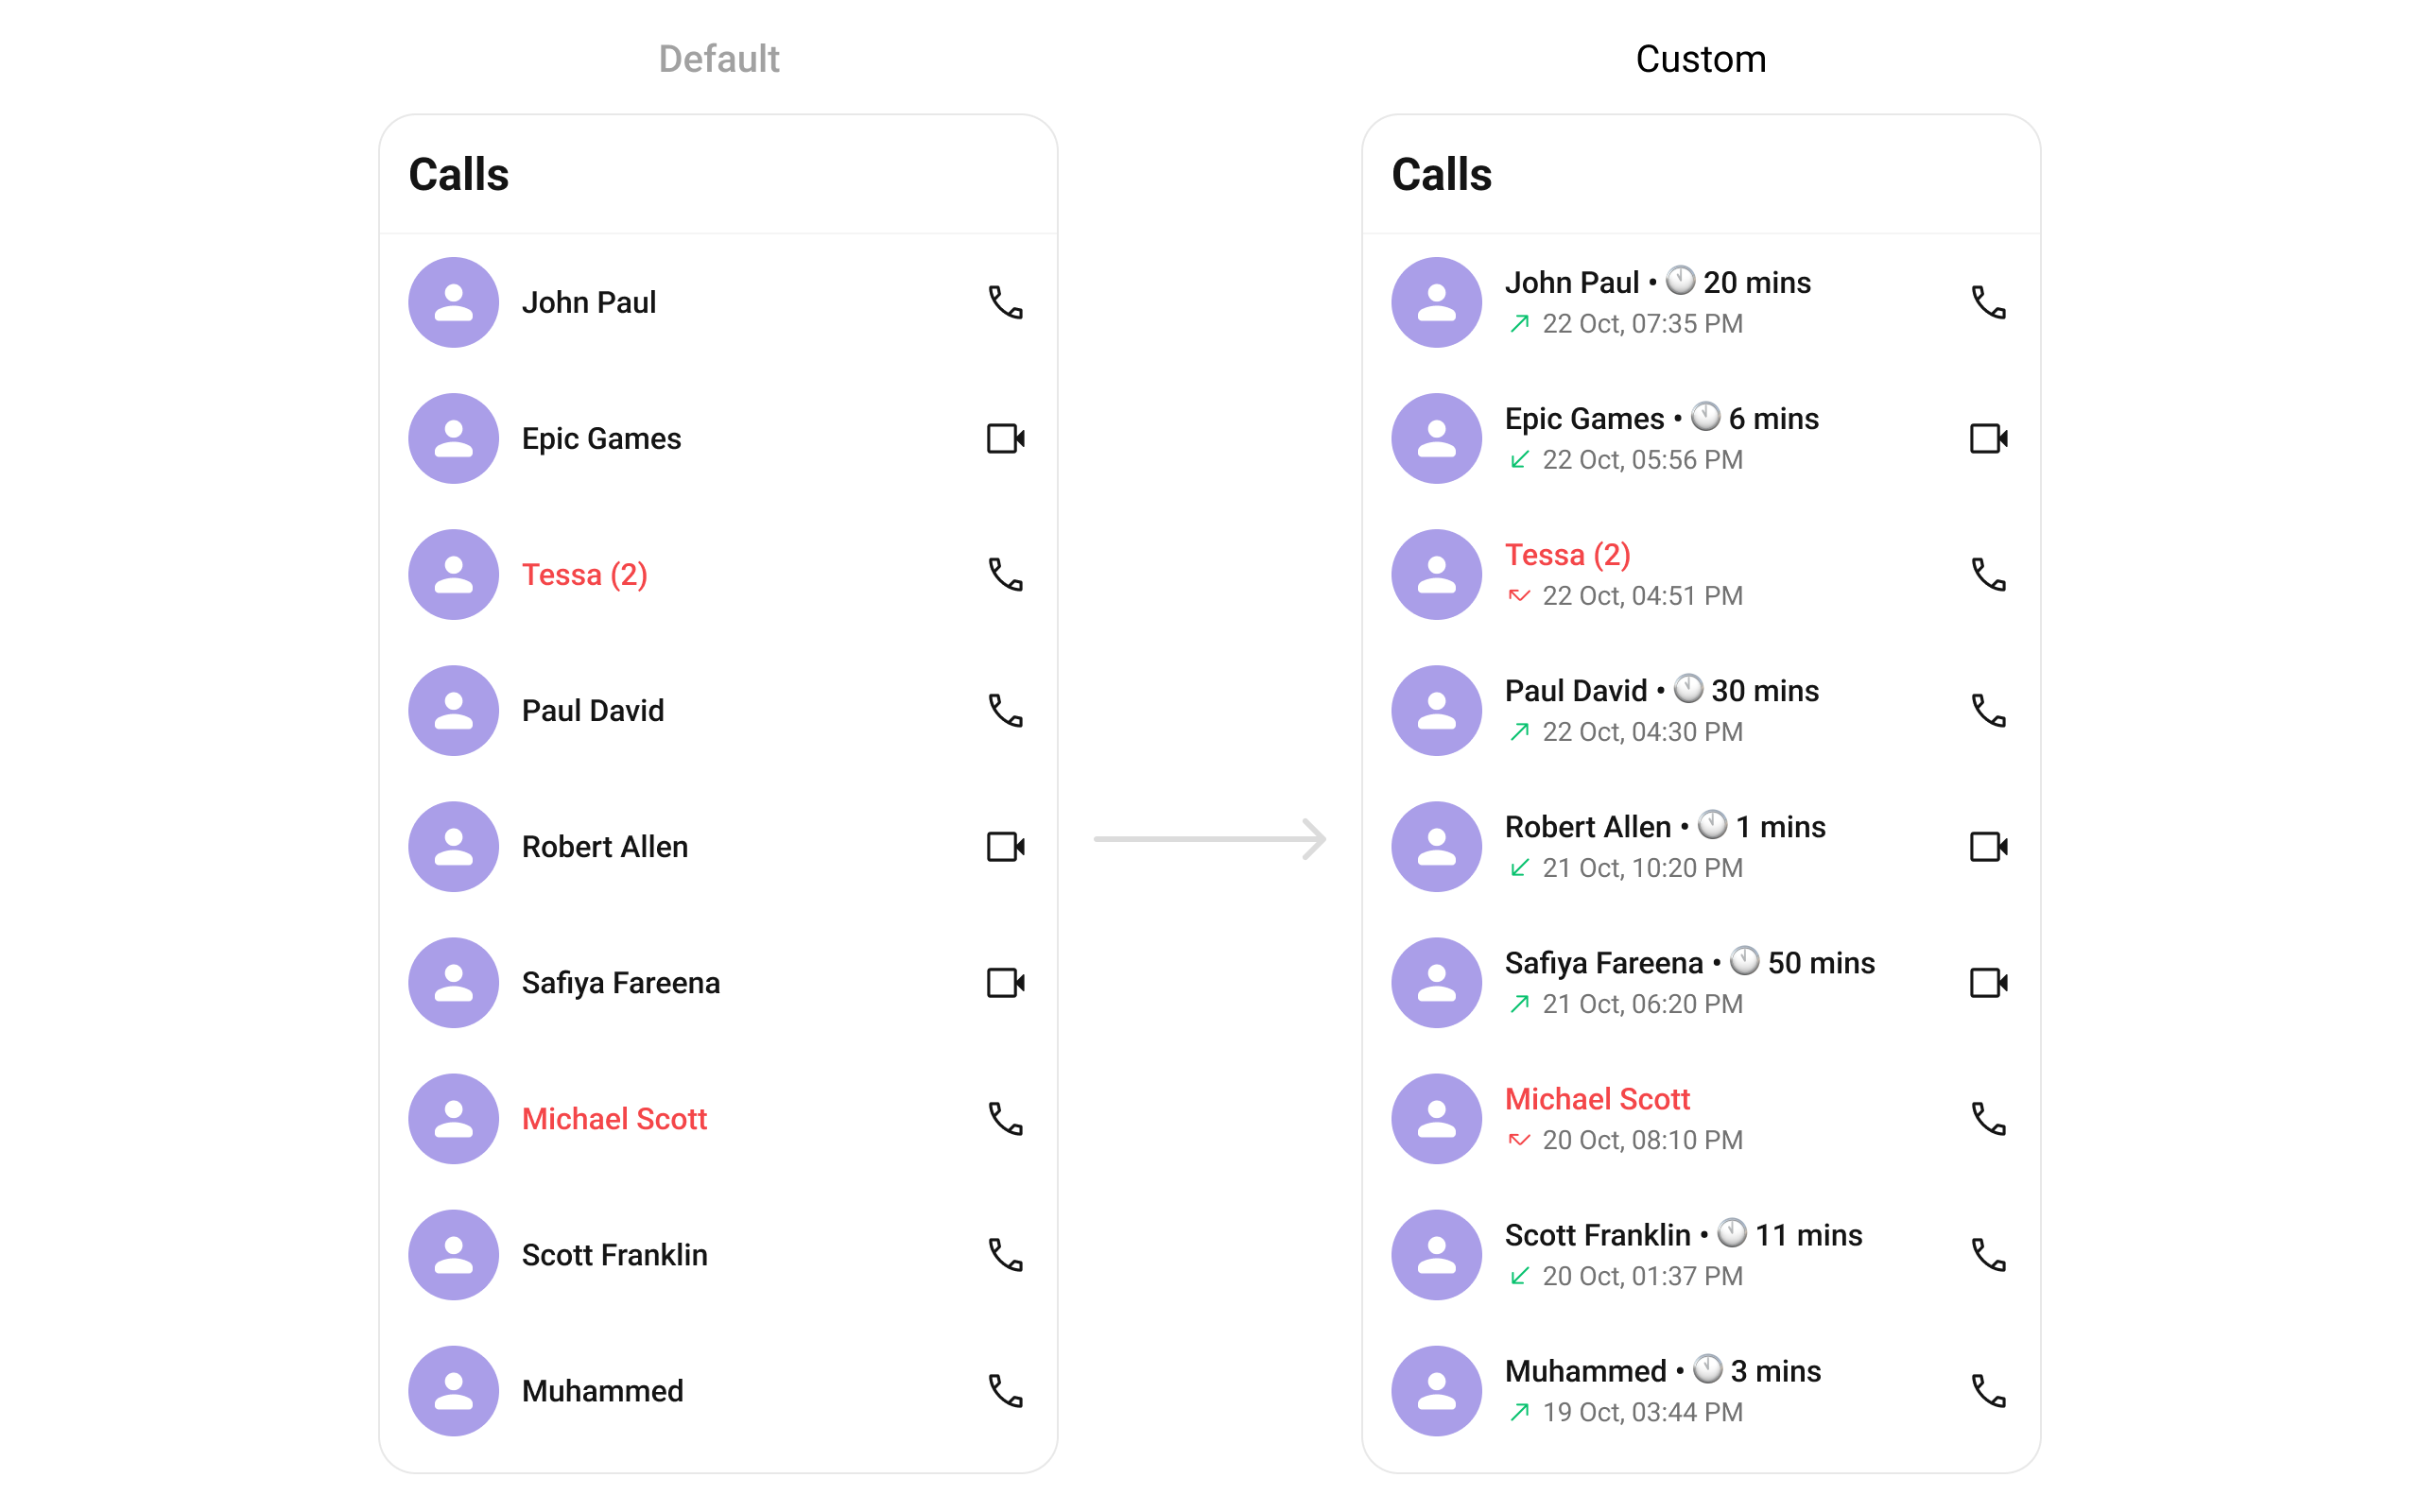 Default
Calls
John Paul
Epic Games
Tessa (2)
Paul David
Robert Allen
Safiya Fareena
Michael Scott
Scott Franklin
Muhammed
Custom
Calls
John Paul • 🕚 20 mins
22 Oct, 07:35 PM
Epic Games • 🕚 6 mins
22 Oct, 05:56 PM
Tessa (2)
22 Oct, 04:51 PM
Paul David • 🕚 30 mins
22 Oct, 04:30 PM
Robert Allen • 🕚 1 mins
21 Oct, 10:20 PM
Safiya Fareena • 🕚 50 mins
21 Oct, 06:20 PM
Michael Scott
20 Oct, 08:10 PM
Scott Franklin • 🕚 11 mins
20 Oct, 01:37 PM
Muhammed • 🕚 3 mins
19 Oct, 03:44 PM